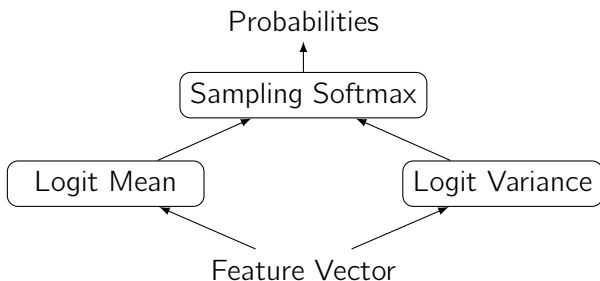 Probabilities
Sampling Softmax
Logit Mean
Logit Variance
Feature Vector